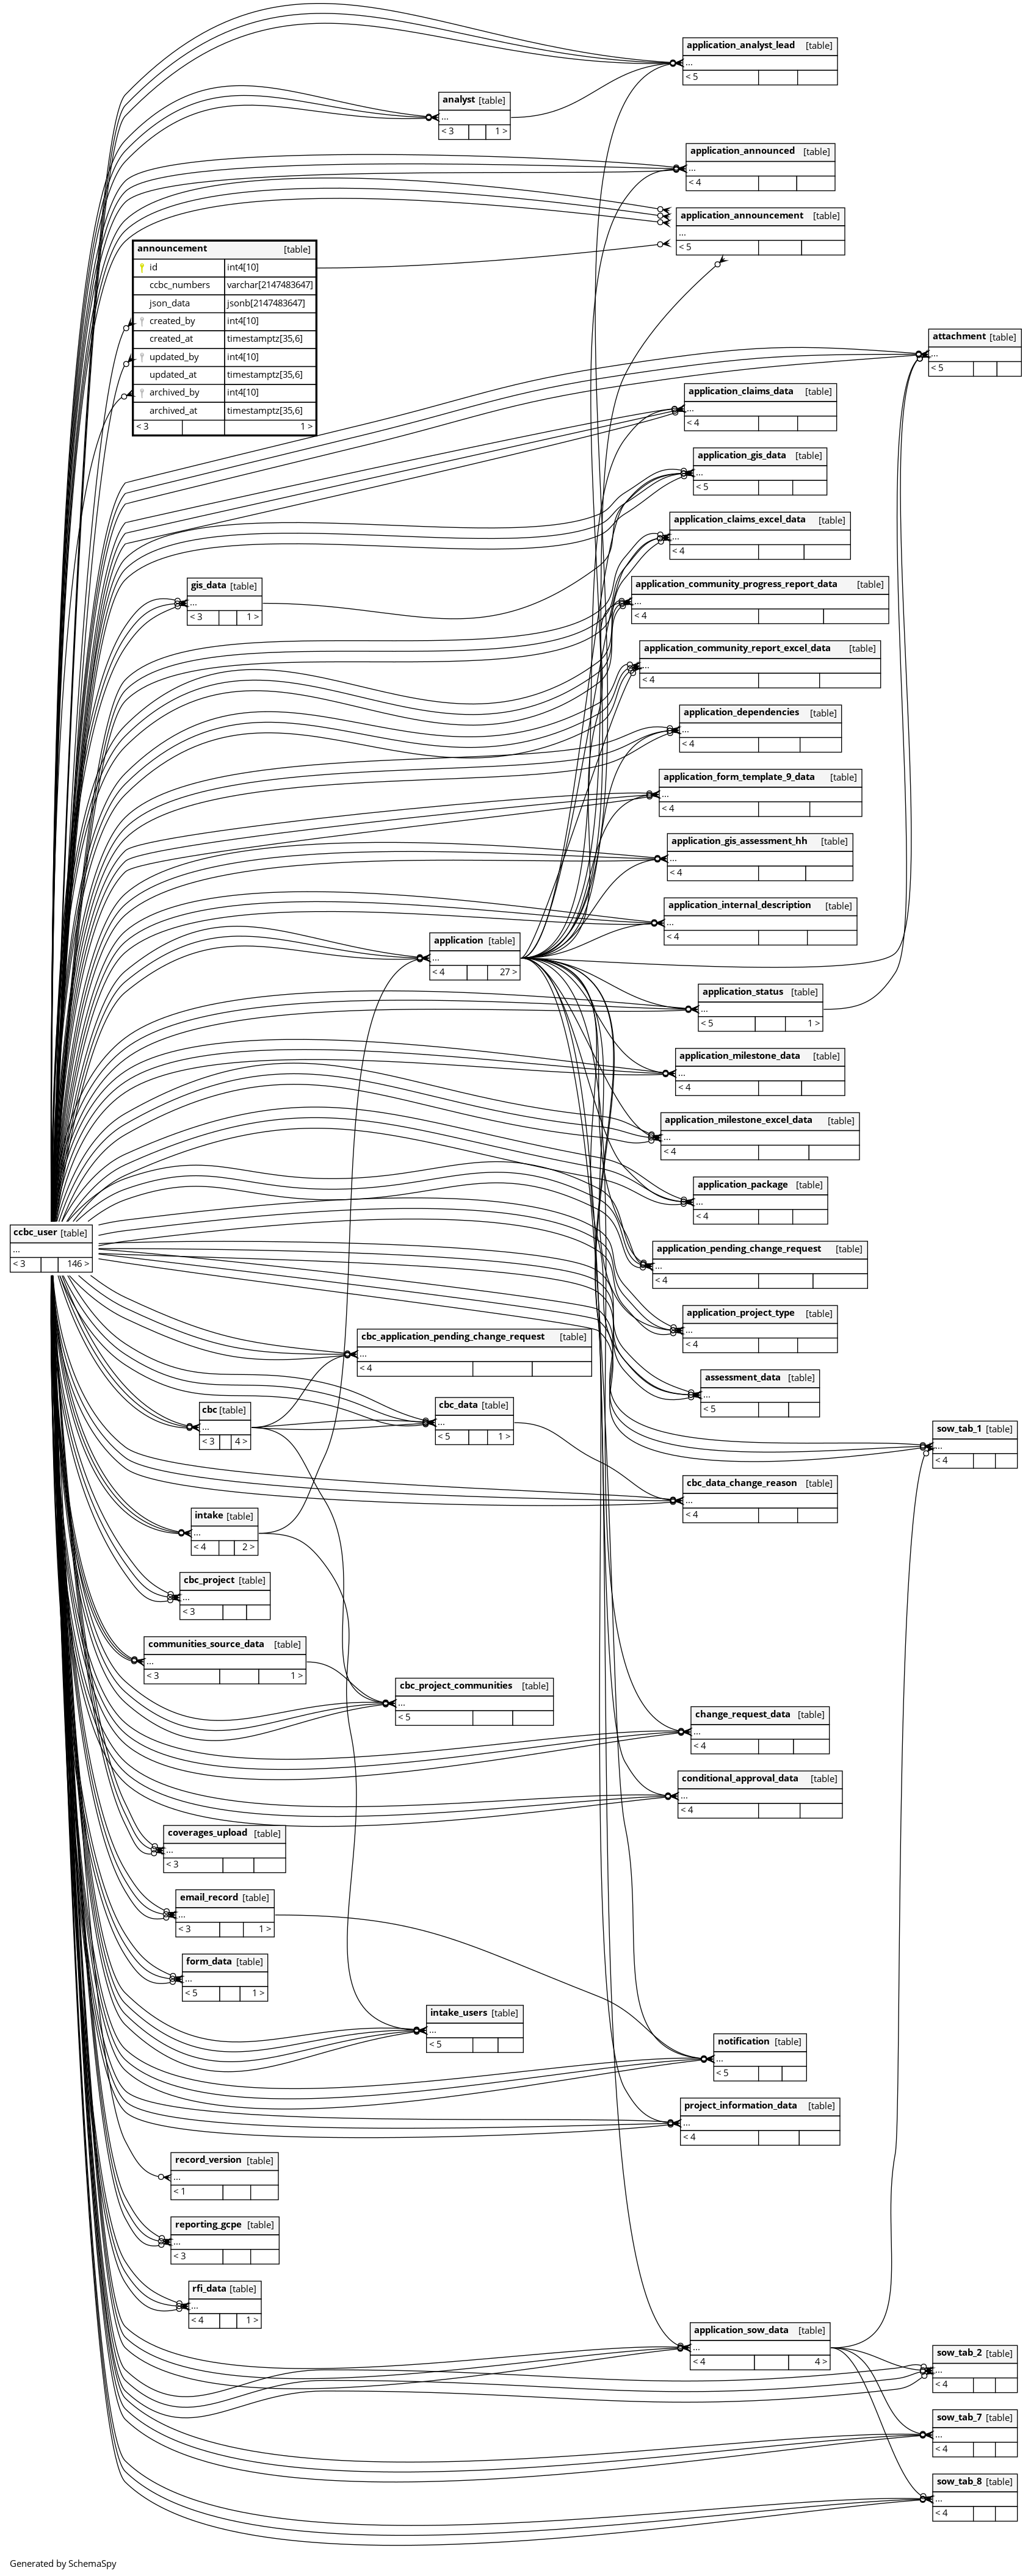 application_analyst_lead [table]
...
< 5
analyst [table]
...
< 3 1 >
application_announced [table]
...
< 4
application_announcement [table]
...
< 5
announcement [table]
id int4[10]
ccbc_numbers varchar[2147483647]
json_data jsonb[2147483647]
created_by int4[10]
created_at timestamptz[35,6]
updated_by int4[10]
updated_at timestamptz[35,6]
archived_by int4[10]
archived_at timestamptz[35,6]
< 3 1 >
attachment [table]
...
< 5
application_claims_data [table]
...
< 4
application_gis_data [table]
...
< 5
application_claims_excel_data [table]
...
< 4
gis_data [table]
...
< 3 1 >
application_community_progress_report_data [table]
...
< 4
application_community_report_excel_data [table]
...
< 4
application_dependencies [table]
...
< 4
application_form_template_9_data [table]
...
< 4
application_gis_assessment_hh [table]
...
< 4
application_internal_description [table]
...
< 4
application [table]
...
< 4 27 >
application_status [table]
...
< 5 1 >
application_milestone_data [table]
...
< 4
application_milestone_excel_data [table]
...
< 4
application_package [table]
...
< 4
ccbc_user [table]
...
< 3 146 >
application_pending_change_request [table]
...
< 4
application_project_type [table]
...
< 4
cbc_application_pending_change_request [table]
...
< 4
assessment_data [table]
...
< 5
cbc [table]
...
< 3 4 >
cbc_data [table]
...
< 5 1 >
sow_tab_1 [table]
...
< 4
cbc_data_change_reason [table]
...
< 4
intake [table]
...
< 4 2 >
cbc_project [table]
...
< 3
communities_source_data [table]
...
< 3 1 >
cbc_project_communities [table]
...
< 5
change_request_data [table]
...
< 4
conditional_approval_data [table]
...
< 4
coverages_upload [table]
...
< 3
email_record [table]
...
< 3 1 >
form_data [table]
...
< 5 1 >
intake_users [table]
...
< 5
notification [table]
...
< 5
project_information_data [table]
...
< 4
record_version [table]
...
< 1
reporting_gcpe [table]
...
< 3
rfi_data [table]
...
< 4 1 >
application_sow_data [table]
...
< 4 4 >
sow_tab_2 [table]
...
< 4
sow_tab_7 [table]
...
< 4
sow_tab_8 [table]
...
< 4
Generated by SchemaSpy